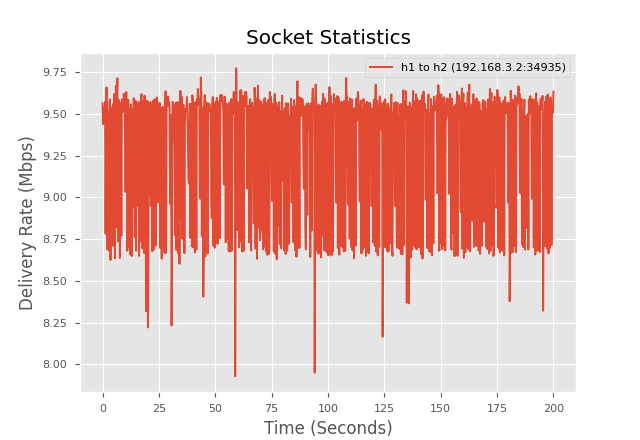 Socket Statistics
h1 to h2 (192.168.3.2:34935)
Delivery Rate (Mbps)
9.75
9.50
9.25
9.00
8.75
8.50
8.25
8.00
0 25 50 75 100 125 150 175 200
Time (Seconds)